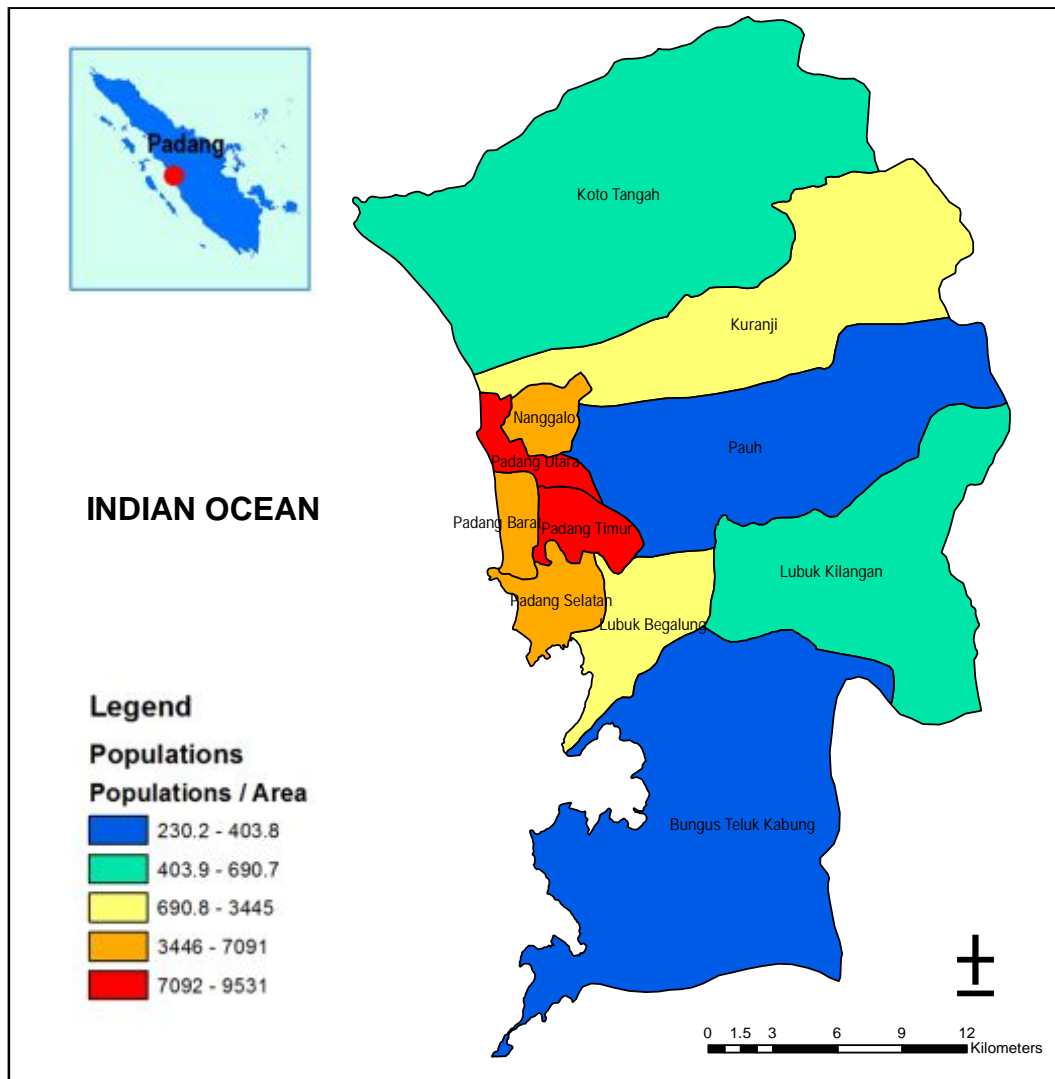 Padang
Koto Tangah
Kuranji
Nanggalo
Pauh
Padang Utara
INDIAN OCEAN
Padang Barat
Padang Timur
Lubuk Kilangan
Padang Selatan
Lubuk Begalung
Bungus Teluk Kabung
Legend
Populations
Populations / Area
230.2 - 403.8
403.9 - 690.7
690.8 - 3445
3446 - 7091
7092 - 9531
0 1.5 3 6 9 12
Kilometers